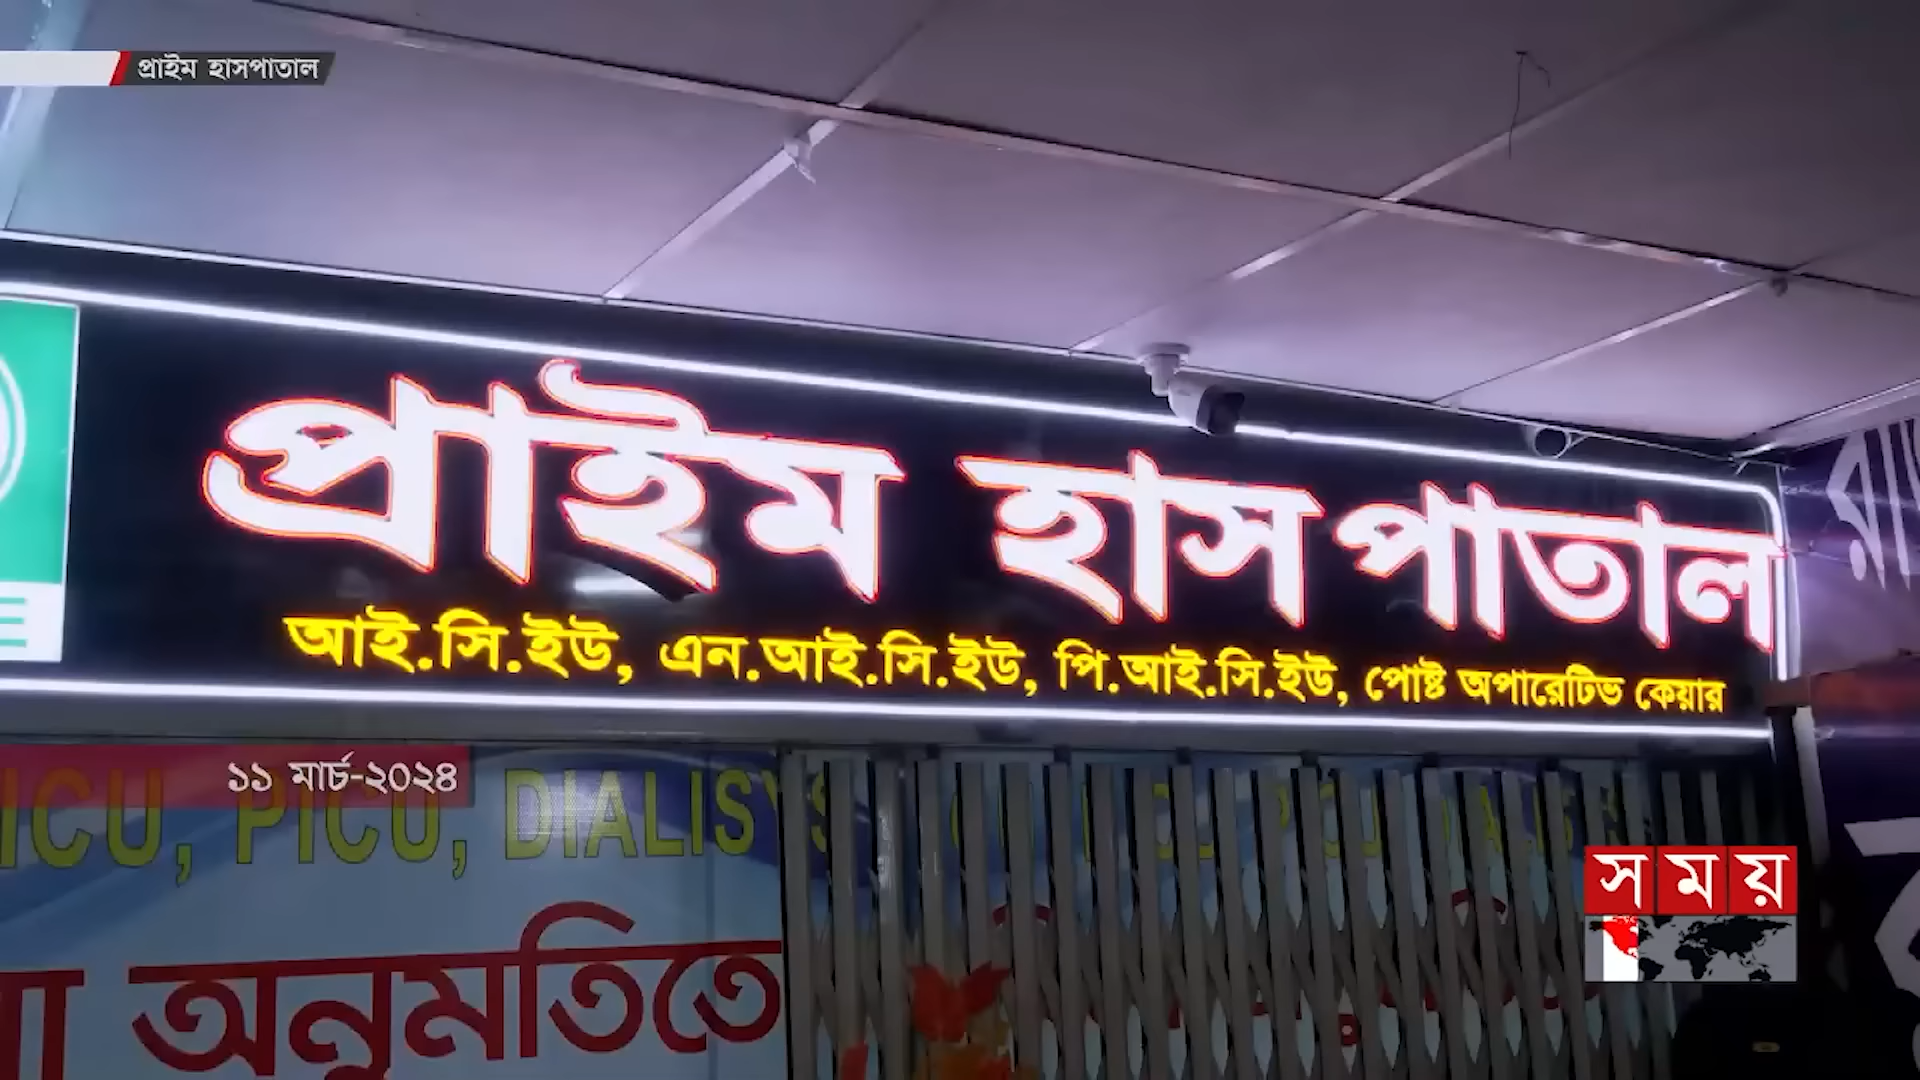 প্রাইম হাসপাতাল
প্রাইম হাসপাতাল
আই.সি.ইউ, এন.আই.সি.ইউ, পি.আই.সি.ইউ, পোষ্ট অপারেটিভ কেয়ার
১১ মার্চ-২০২৪
ICU, PICU, DIALISYS
অনুমতিতে
সময়